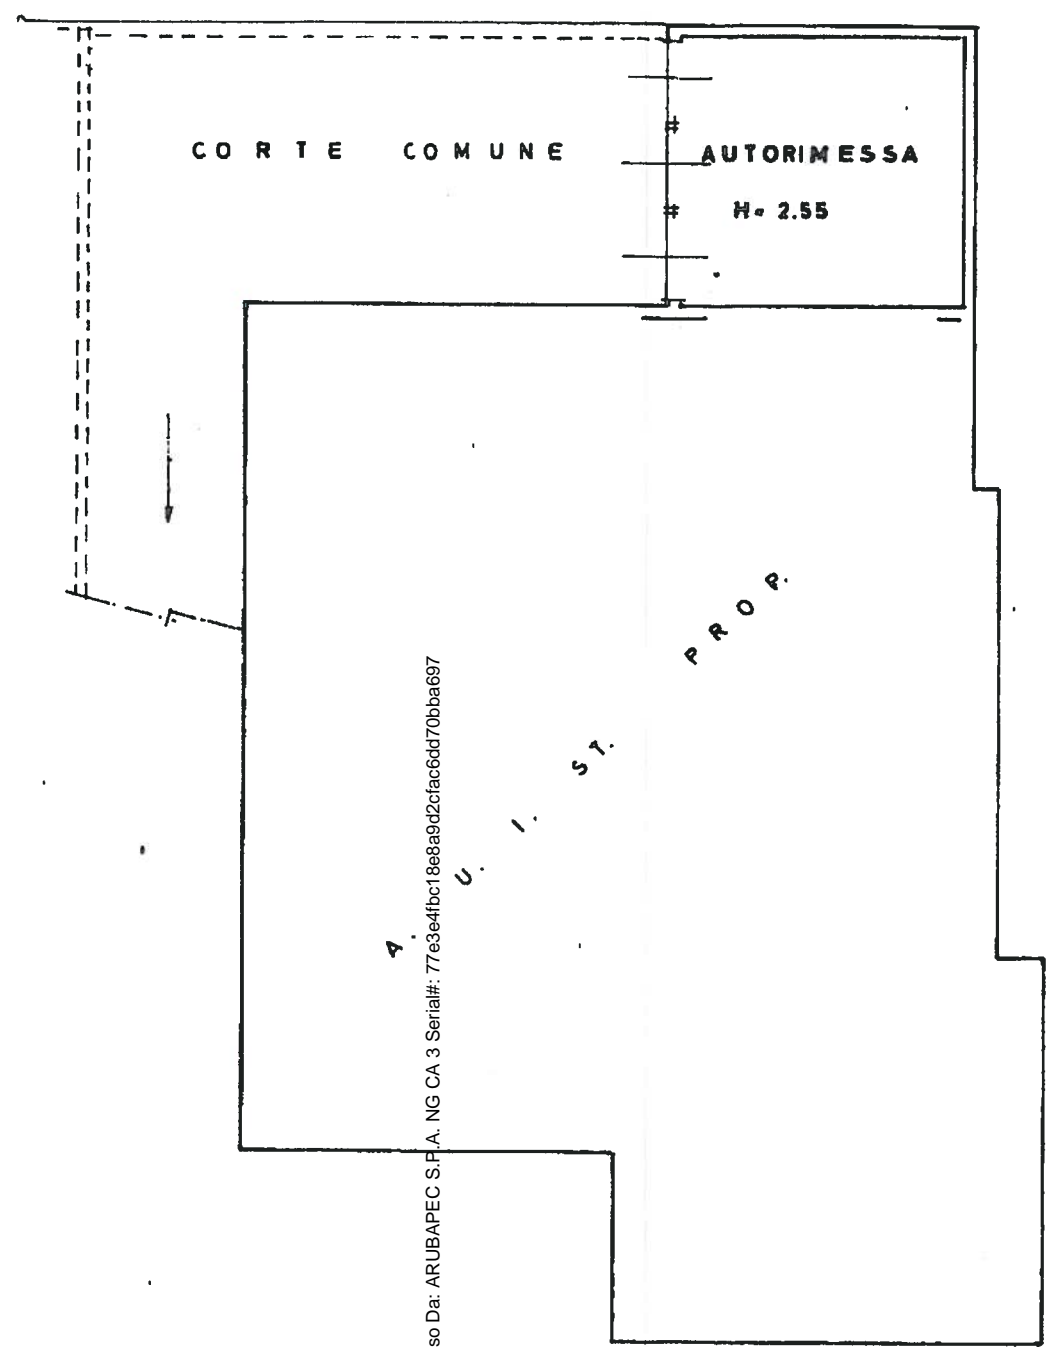 CORTE COMUNE
AUTORIMESSA
H= 2.55
A. U. I. ST. PROP.
so Da: ARUBAPEC S.P.A. NG CA 3 Serial#: 77e3e4fbc18e8a9d2cfac6dd70bba697